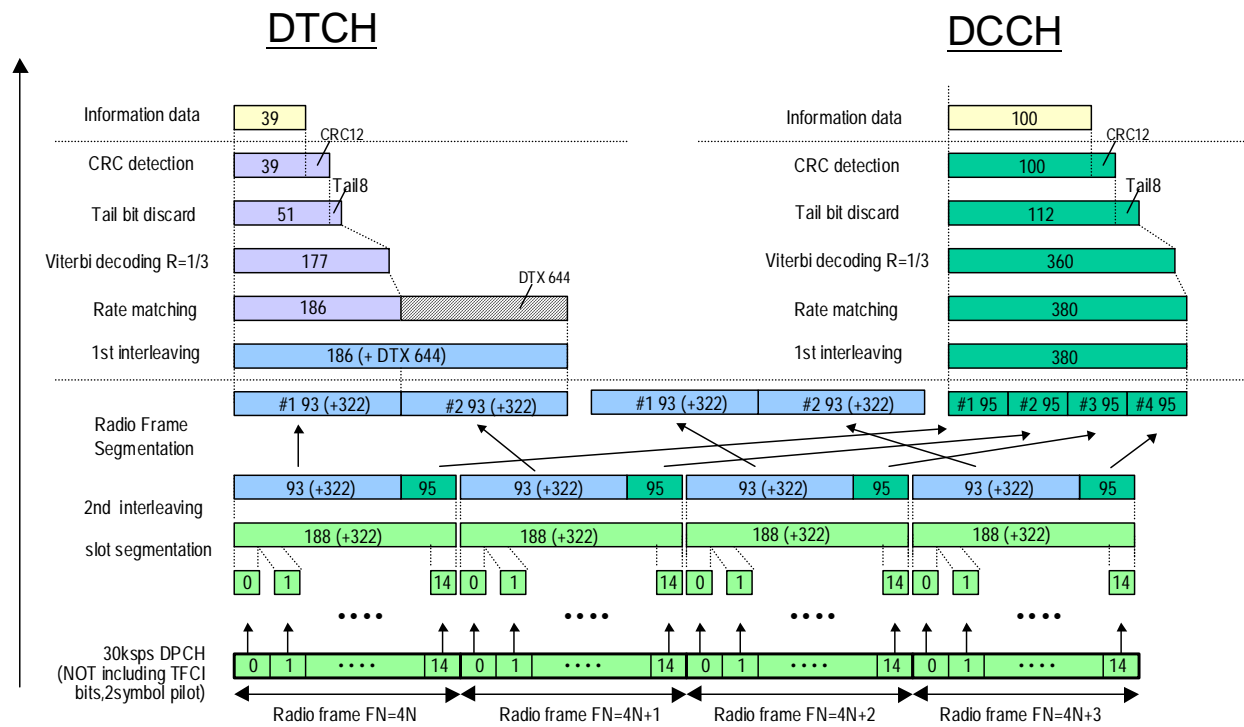 DTCH
DCCH
Information data
39
Information data
100
CRC12
CRC12
CRC detection
39
CRC detection
100
Tail8
Tail8
Tail bit discard
51
Tail bit discard
112
Viterbi decoding R=1/3
177
Viterbi decoding R=1/3
360
DTX 644
Rate matching
186
Rate matching
380
1st interleaving
186 (+ DTX 644)
1st interleaving
380
#1 93 (+322)
#2 93 (+322)
#1 93 (+322)
#2 93 (+322)
#1 95
#2 95
#3 95
#4 95
Radio Frame
Segmentation
93 (+322)
95
93 (+322)
95
93 (+322)
95
93 (+322)
95
2nd interleaving
188 (+322)
188 (+322)
188 (+322)
188 (+322)
slot segmentation
0
1
14
0
1
14
0
1
14
0
1
14
• • • •
• • • •
• • • •
• • • •
30ksps DPCH
(NOT including TFCI
bits,2symbol pilot)
0
1
• • • •
14
0
1
• • • •
14
0
1
• • • •
14
0
1
• • • •
14
Radio frame FN=4N
Radio frame FN=4N+1
Radio frame FN=4N+2
Radio frame FN=4N+3